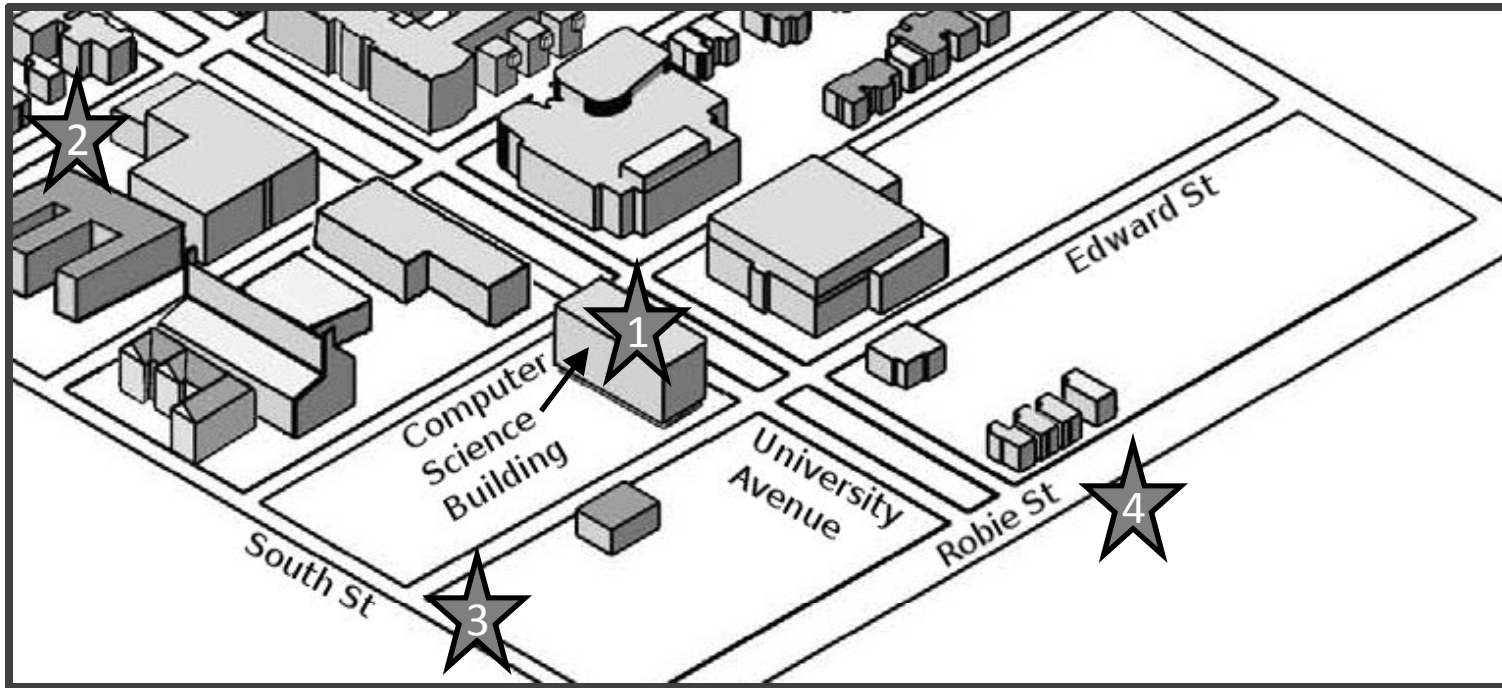 2
Edward St
1
Computer
Science
Building
University
Avenue
4
Robie St
South St
3